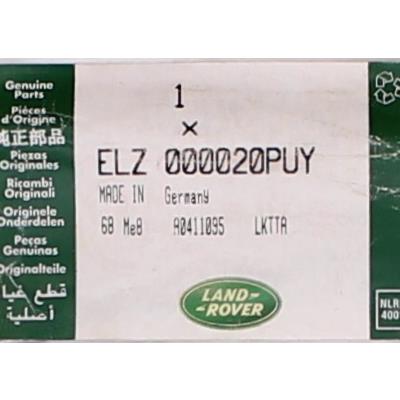 Genuine
Parts
Pièces
d'Origine
純正部品
Piezas
Originales
Ricambi
Originali
Originele
Onderdelen
Peças
Genuinas
Originalteile
قطع غيار
أصلية
1
x
ELZ 000020PUY
MADE IN Germany
68 Me8 A0411095 LKTTA
LAND-
-ROVER
NLR
400